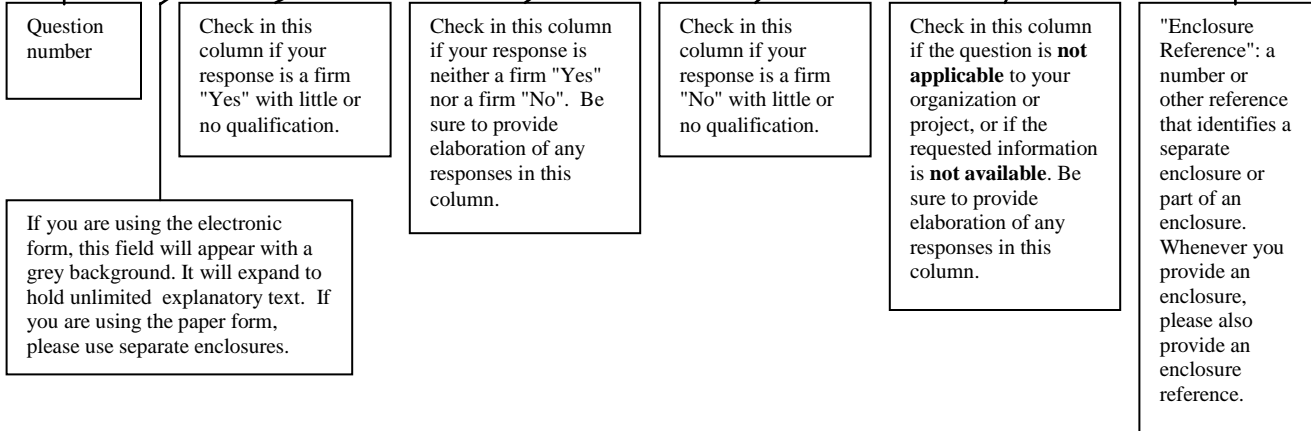 Question
number
Check in this
column if your
response is a firm
"Yes" with little or
no qualification.
Check in this column
if your response is
neither a firm "Yes"
nor a firm "No".  Be
sure to provide
elaboration of any
responses in this
column.
Check in this
column if your
response is a firm
"No" with little or
no qualification.
Check in this column
if the question is not
applicable to your
organization or
project, or if the
requested information
is not available. Be
sure to provide
elaboration of any
responses in this
column.
"Enclosure
Reference": a
number or
other reference
that identifies a
separate
enclosure or
part of an
enclosure.
Whenever you
provide an
enclosure,
please also
provide an
enclosure
reference.
If you are using the electronic
form, this field will appear with a
grey background. It will expand to
hold unlimited  explanatory text.  If
you are using the paper form,
please use separate enclosures.